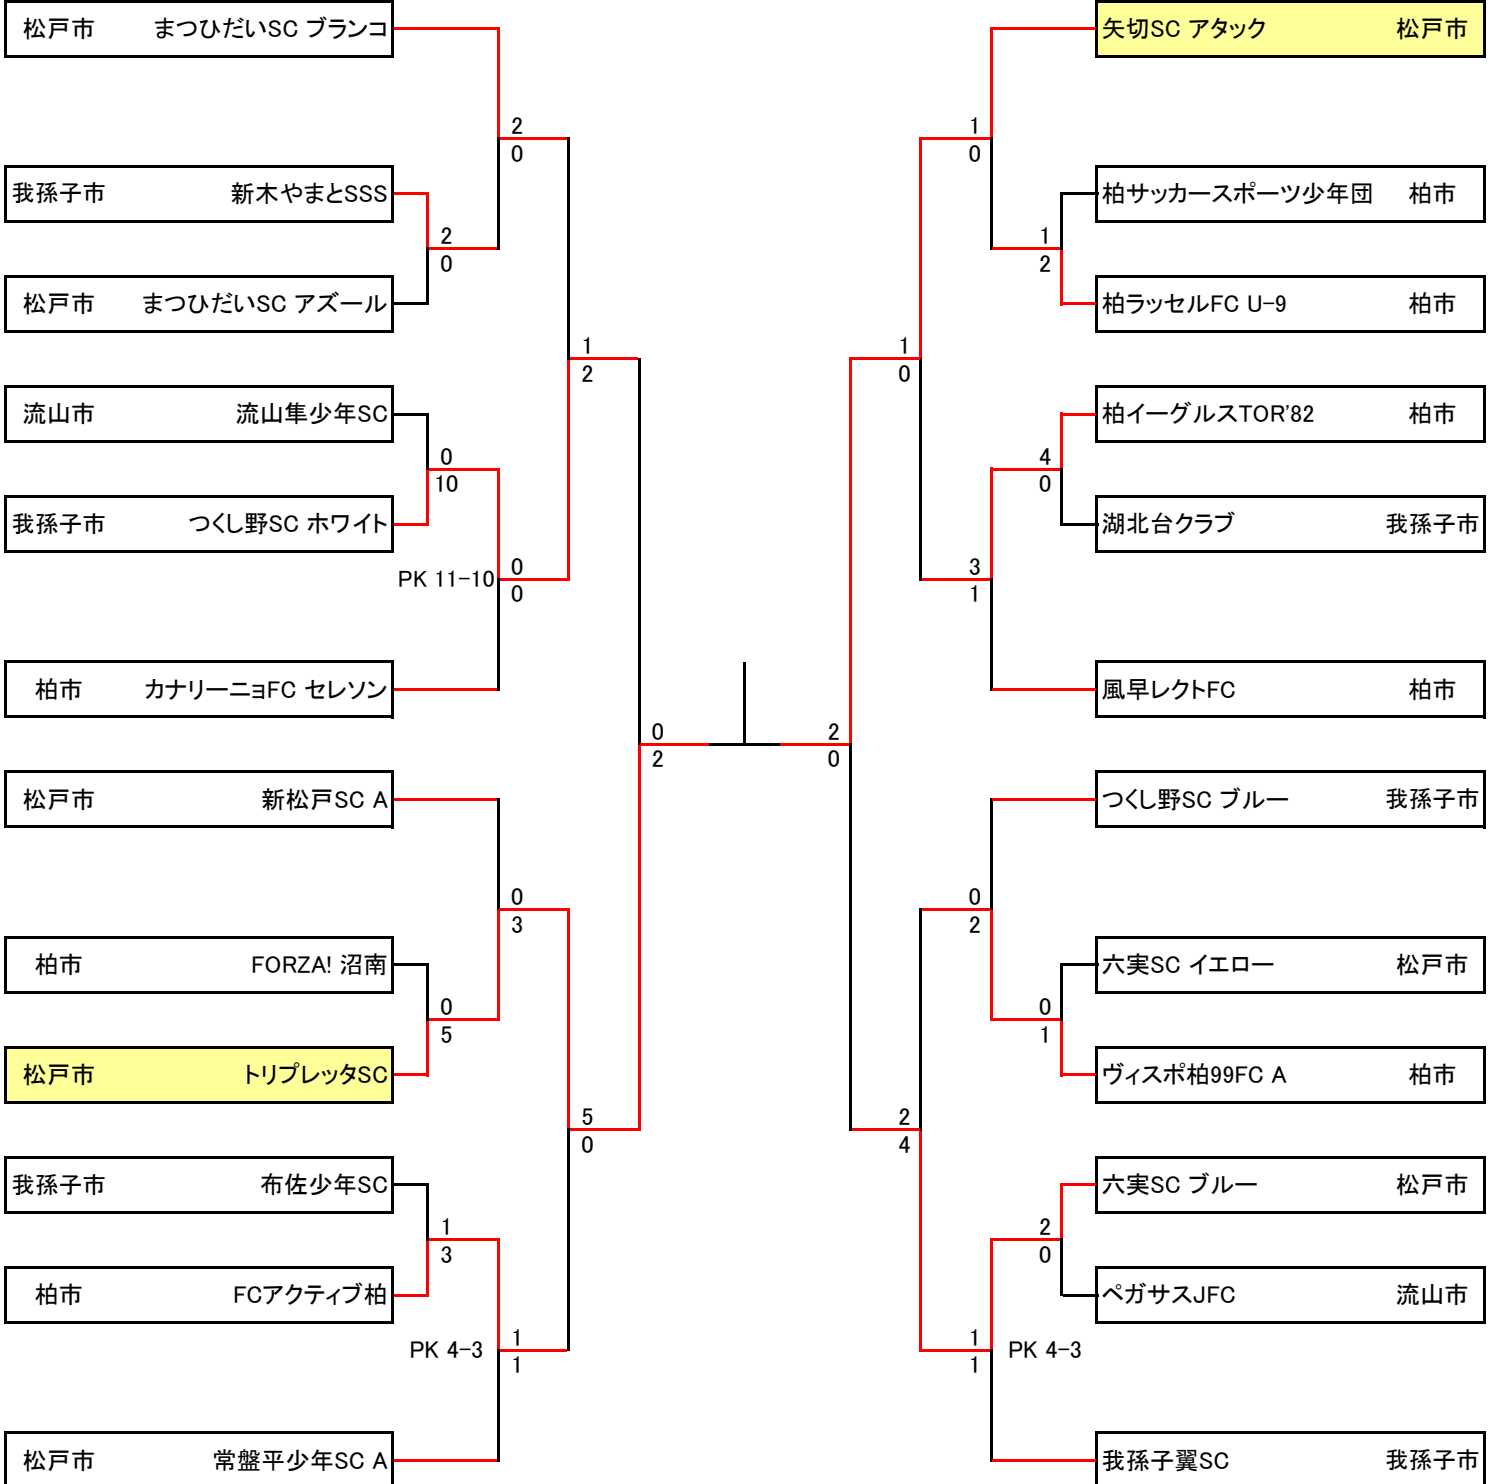 松戸市 まつひだいSC ブランコ
2
0
我孫子市 新木やまとSSS
2
0
松戸市 まつひだいSC アズール
1
2
流山市 流山隼少年SC
0
10
我孫子市 つくし野SC ホワイト
PK 11-10
0
0
柏市 カナリーニョFC セレソン
0
2
松戸市 新松戸SC A
0
3
柏市 FORZA! 沼南
0
5
松戸市 トリプレッタSC
5
0
我孫子市 布佐少年SC
1
3
柏市 FCアクティブ柏
PK 4-3
1
1
松戸市 常盤平少年SC A
矢切SC アタック 松戸市
1
0
柏サッカースポーツ少年団 柏市
1
2
柏ラッセルFC U-9 柏市
1
0
柏イーグルスTOR'82 柏市
4
0
湖北台クラブ 我孫子市
3
1
風早レクトFC 柏市
2
0
つくし野SC ブルー 我孫子市
0
2
六実SC イエロー 松戸市
0
1
ヴィスポ柏99FC A 柏市
2
4
六実SC ブルー 松戸市
2
0
ペガサスJFC 流山市
1
1
PK 4-3
我孫子翼SC 我孫子市